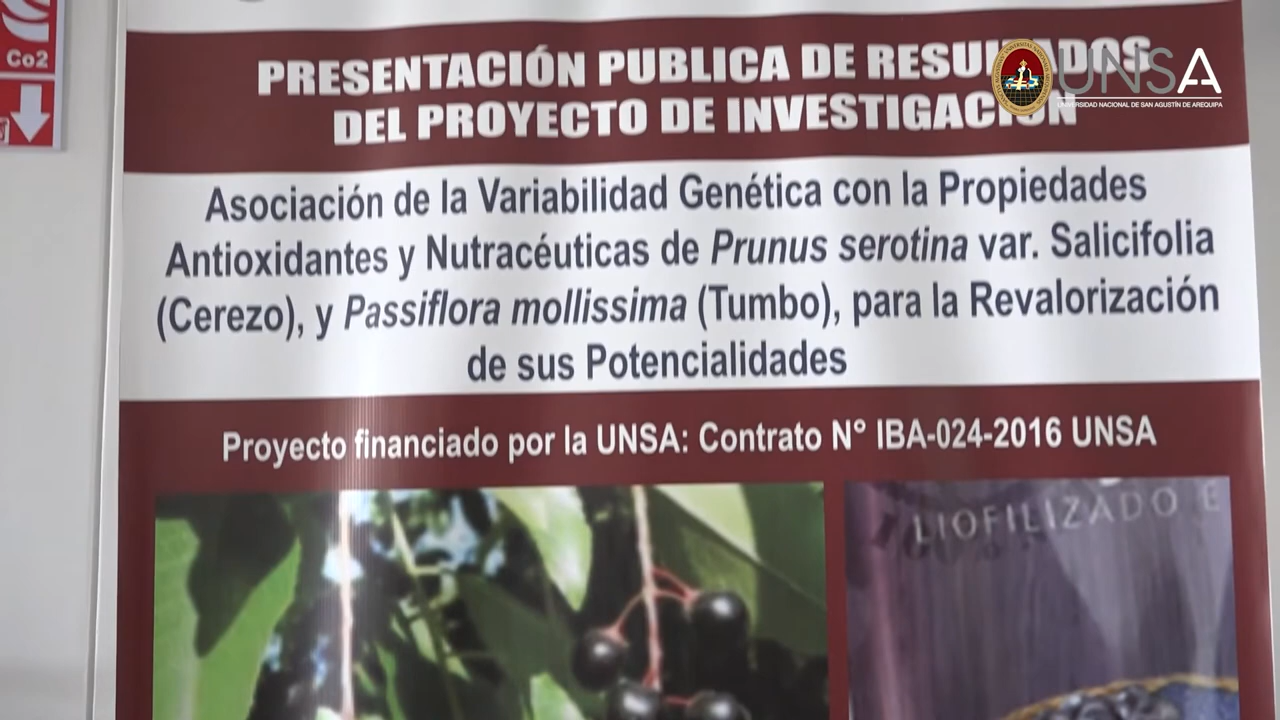 Co2
PRESENTACIÓN PUBLICA DE RESULTADOS
DEL PROYECTO DE INVESTIGACIÓN
UNSA
UNIVERSIDAD NACIONAL DE SAN AGUSTÍN DE AREQUIPA
Asociación de la Variabilidad Genética con la Propiedades
Antioxidantes y Nutracéuticas de Prunus serotina var. Salicifolia
(Cerezo), y Passiflora mollissima (Tumbo), para la Revalorización
de sus Potencialidades
Proyecto financiado por la UNSA: Contrato N° IBA-024-2016 UNSA
LIOFILIZADO E